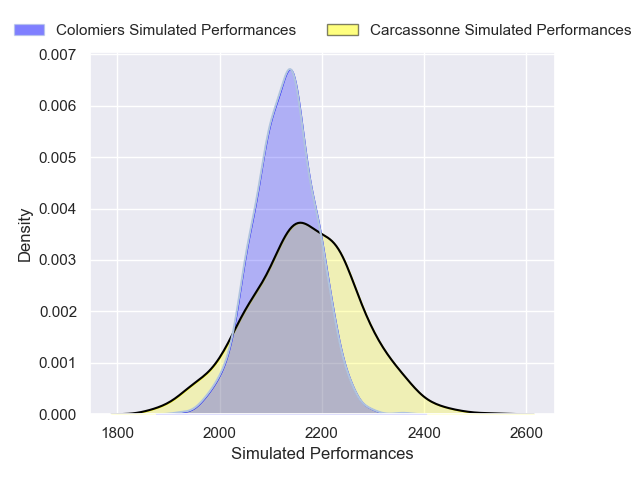 Colomiers Simulated Performances Carcassonne Simulated Performances
0.007
0.006
0.005
0.004
0.003
0.002
0.001
0.000
Density
1800 2000 2200 2400 2600
Simulated Performances